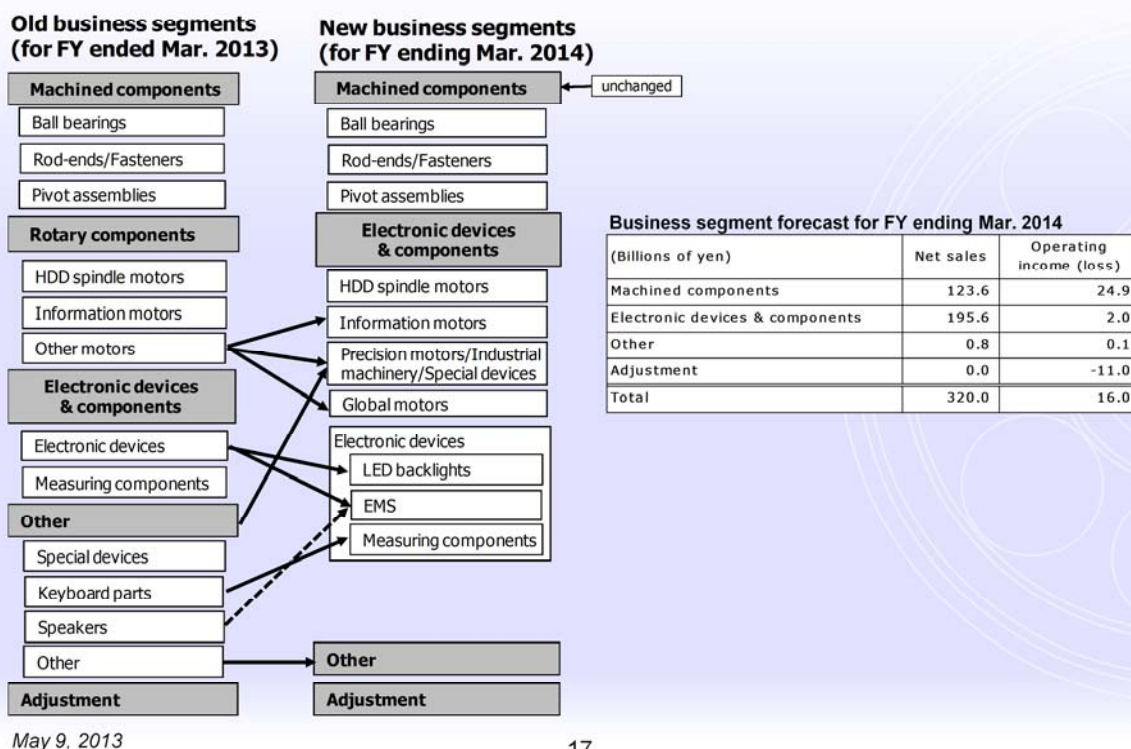 Old business segments
(for FY ended Mar. 2013)
Machined components
Ball bearings
Rod-ends/Fasteners
Pivot assemblies
Rotary components
HDD spindle motors
Information motors
Other motors
Electronic devices
& components
Electronic devices
Measuring components
Other
Special devices
Keyboard parts
Speakers
Other
Adjustment
New business segments
(for FY ending Mar. 2014)
Machined components
unchanged
Ball bearings
Rod-ends/Fasteners
Pivot assemblies
Electronic devices
& components
HDD spindle motors
Information motors
Precision motors/Industrial
machinery/Special devices
Global motors
Electronic devices
LED backlights
EMS
Measuring components
Other
Adjustment
Business segment forecast for FY ending Mar. 2014
(Billions of yen) Net sales Operating
income (loss)
Machined components 123.6 24.9
Electronic devices & components 195.6 2.0
Other 0.8 0.1
Adjustment 0.0 -11.0
Total 320.0 16.0
May 9, 2013
17